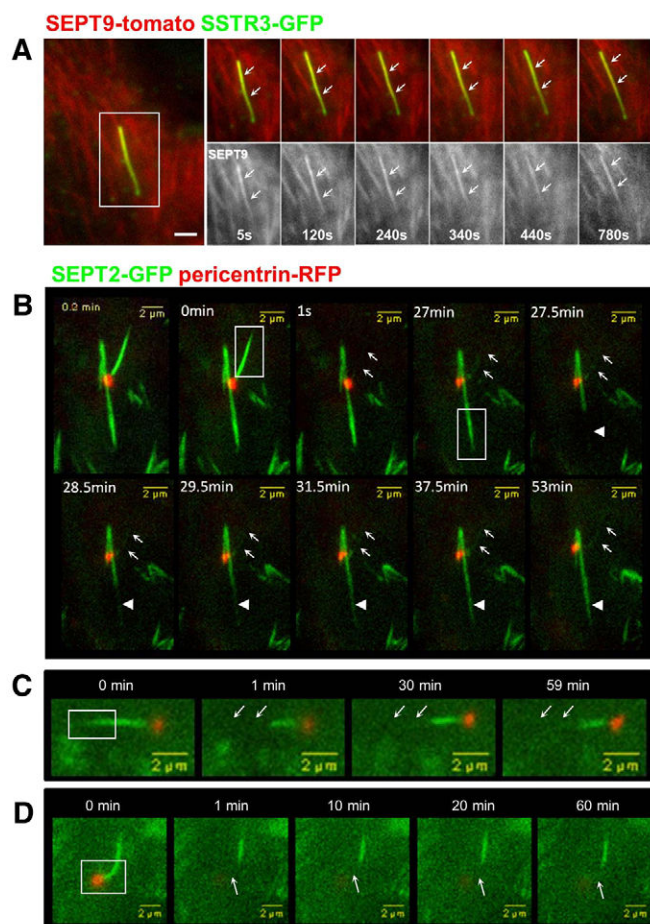 SEPT9-tomato SSTR3-GFP
A
SEPT9
5s 120s 240s 340s 440s 780s
SEPT2-GFP pericentrin-RFP
B
2 μm 0min 2 μm 1s 2 μm 27min 2 μm 27.5min 2 μm
28.5min 2 μm 29.5min 2 μm 31.5min 2 μm 37.5min 2 μm 53min 2 μm
C
0 min 1 min 30 min 59 min
2 μm 2 μm 2 μm 2 μm
D
0 min 1 min 10 min 20 min 60 min
2 μm 2 μm 2 μm 2 μm 2 μm